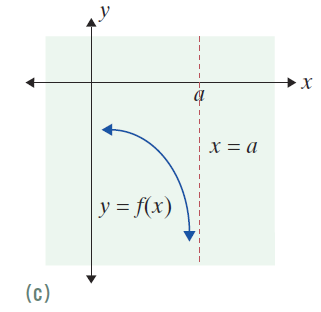 y
x
a
x = a
y = f(x)
(c)